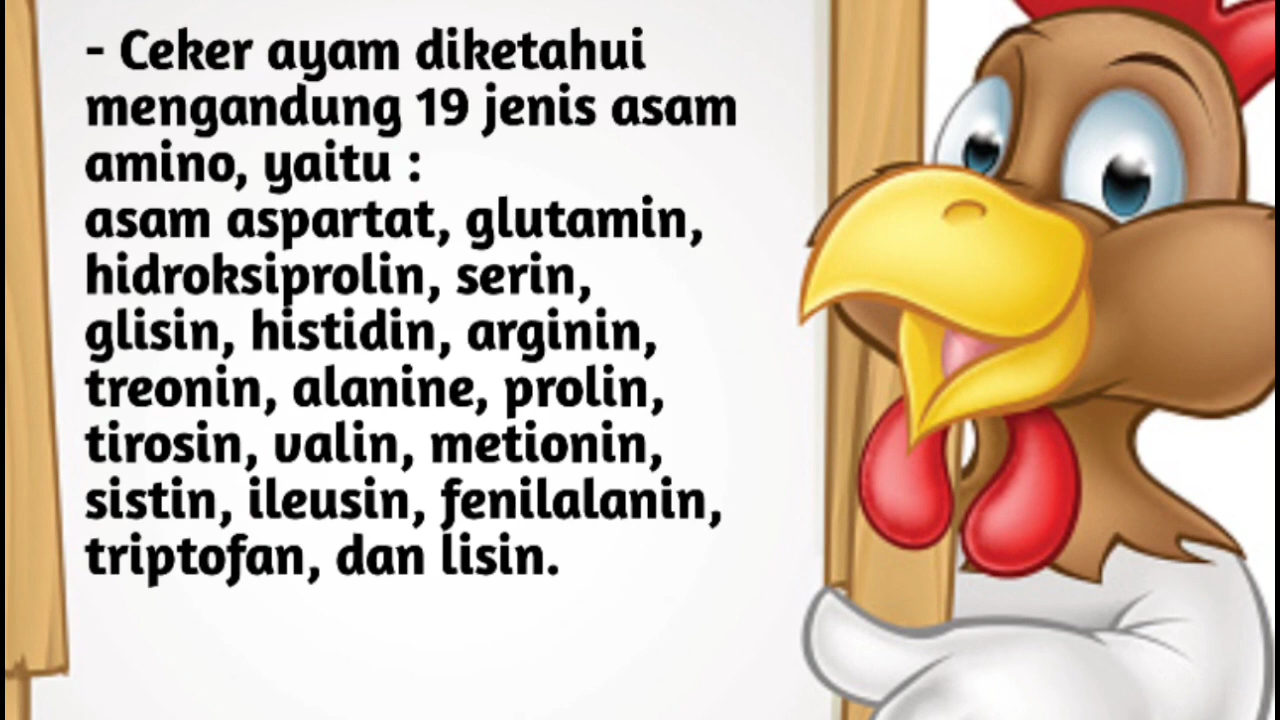 - Ceker ayam diketahui
mengandung 19 jenis asam
amino, yaitu :
asam aspartat, glutamin,
hidroksiprolin, serin,
glisin, histidin, arginin,
treonin, alanine, prolin,
tirosin, valin, metionin,
sistin, ileusin, fenilalanin,
triptofan, dan lisin.